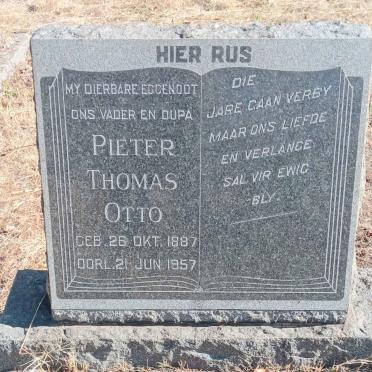 HIER RUS
MY DIERBARE EGGENOOT
ONS VADER EN OUPA
PIETER
THOMAS
OTTO
GEB. 26 OKT. 1887
OORL. 21 JUN. 1957
DIE
JARE GAAN VERBY
MAAR ONS LIEFDE
EN VERLANGE
SAL VIR EWIG
BLY.